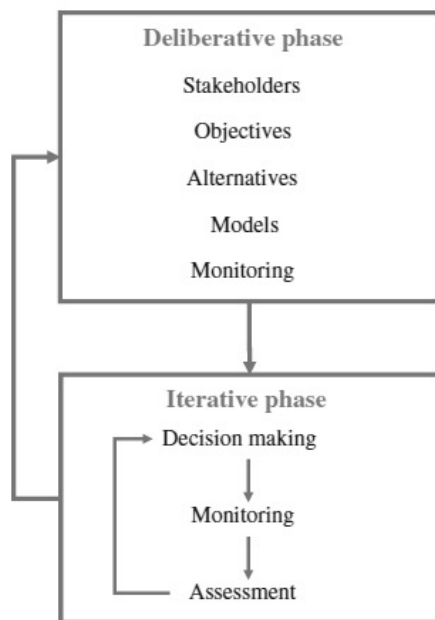 Deliberative phase
Stakeholders
Objectives
Alternatives
Models
Monitoring
Iterative phase
Decision making
Monitoring
Assessment